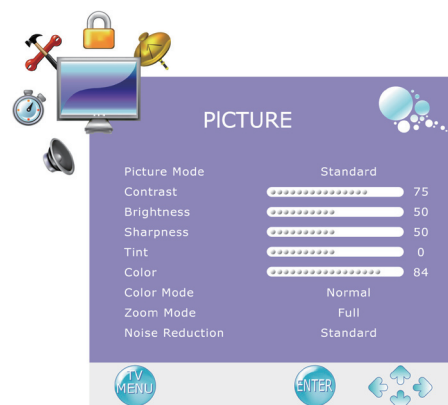 PICTURE
Picture Mode Standard
Contrast 75
Brightness 50
Sharpness 50
Tint 0
Color 84
Color Mode Normal
Zoom Mode Full
Noise Reduction Standard
TV MENU ENTER